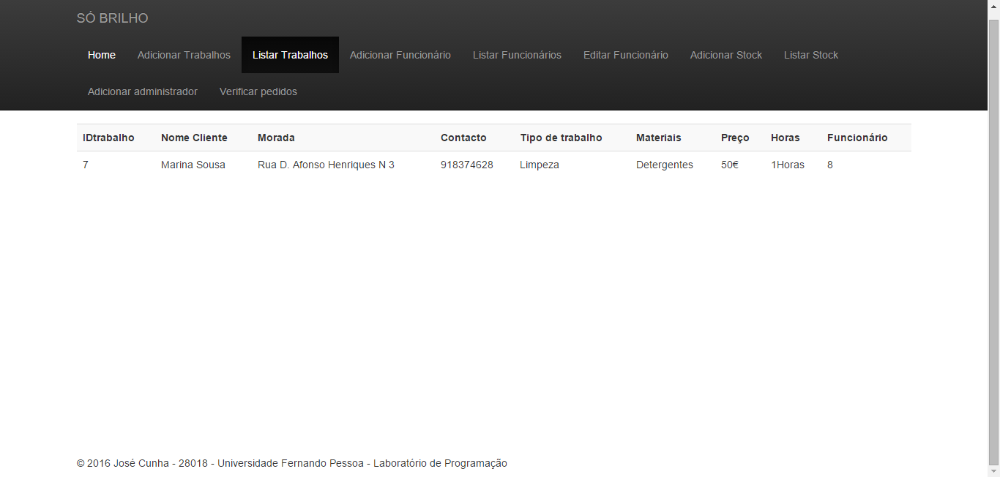 SÓ BRILHO
Home Adicionar Trabalhos Listar Trabalhos Adicionar Funcionário Listar Funcionários Editar Funcionário Adicionar Stock Listar Stock
Adicionar administrador Verificar pedidos
IDtrabalho Nome Cliente Morada Contacto Tipo de trabalho Materiais Preço Horas Funcionário
7 Marina Sousa Rua D. Afonso Henriques N 3 918374628 Limpeza Detergentes 50€ 1Horas 8
© 2016 José Cunha - 28018 - Universidade Fernando Pessoa - Laboratório de Programação